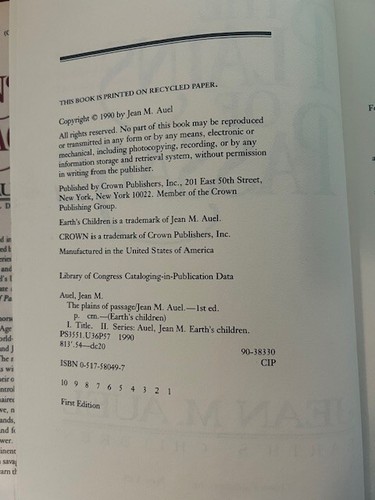 THIS BOOK IS PRINTED ON RECYCLED PAPER.
Copyright © 1990 by Jean M. Auel
All rights reserved. No part of this book may be reproduced
or transmitted in any form or by any means, electronic or
mechanical, including photocopying, recording, or by any
information storage and retrieval system, without permission
in writing from the publisher.
Published by Crown Publishers, Inc., 201 East 50th Street,
New York, New York 10022. Member of the Crown
Publishing Group.
Earth's Children is a trademark of Jean M. Auel.
CROWN is a trademark of Crown Publishers, Inc.
Manufactured in the United States of America
Library of Congress Cataloging-in-Publication Data
Auel, Jean M.
The plains of passage/Jean M. Auel.—1st ed.
p. cm.—(Earth's children)
I. Title. II. Series: Auel, Jean M. Earth's children.
PS3551.U36P57 1990
813'.54—dc20 90-38330
CIP
ISBN 0-517-58049-7
10 9 8 7 6 5 4 3 2 1
First Edition